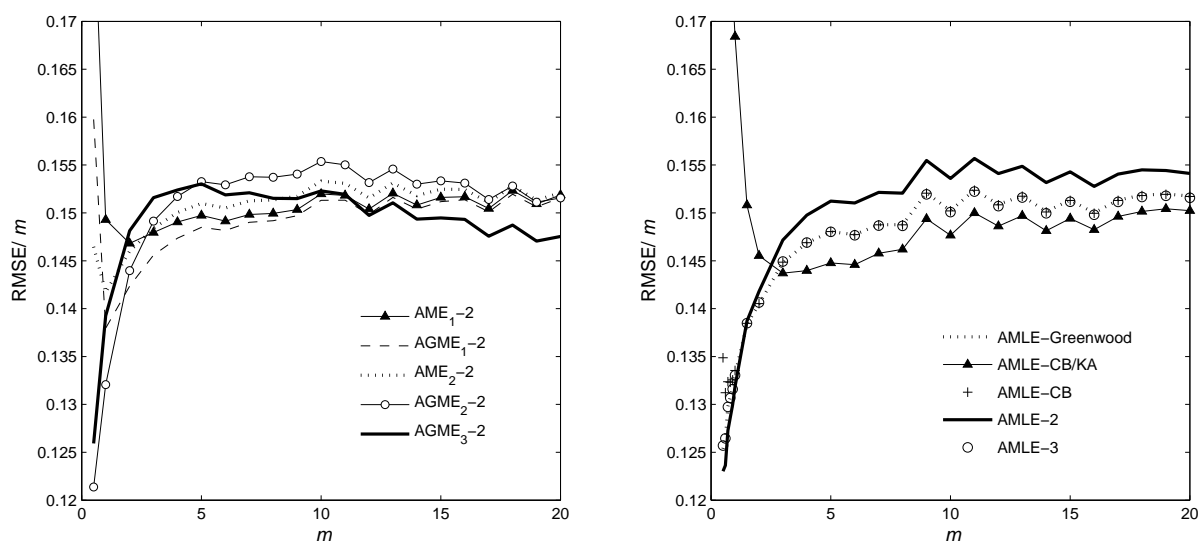 0.17
0.165
0.16
0.155
0.15
0.145
0.14
0.135
0.13
0.125
0.12
RMSE/ m
0 5 10 15 20
m
AME1-2
AGME1-2
AME2-2
AGME2-2
AGME3-2
0.17
0.165
0.16
0.155
0.15
0.145
0.14
0.135
0.13
0.125
0.12
RMSE/ m
0 5 10 15 20
m
AMLE-Greenwood
AMLE-CB/KA
AMLE-CB
AMLE-2
AMLE-3